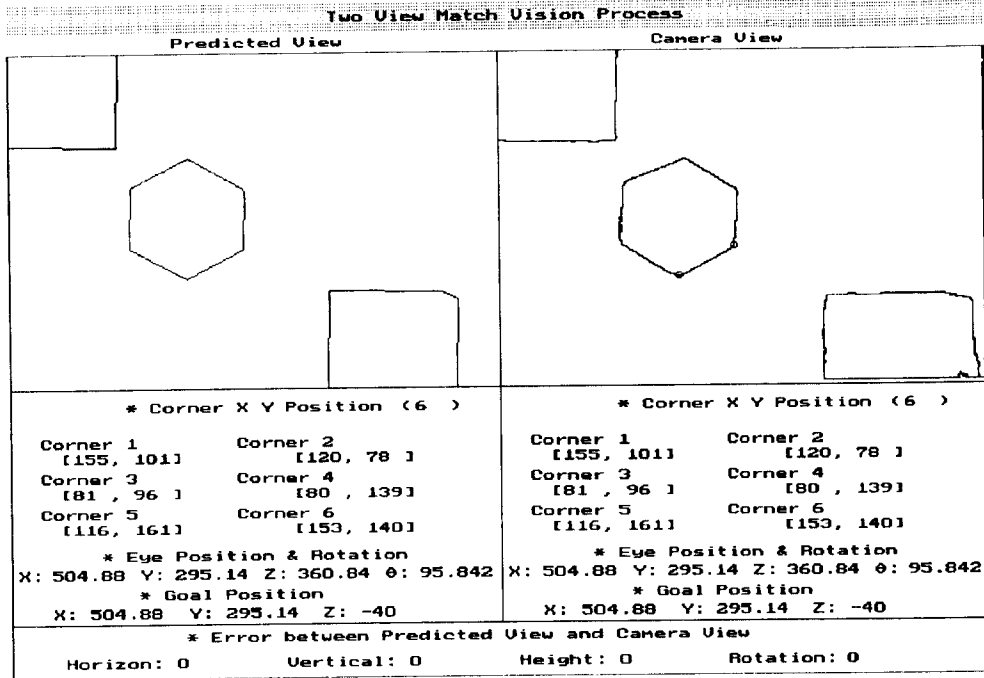 Two View Match Vision Process
Predicted View
Camera View
* Corner X Y Position (6 )
Corner 1 Corner 2
[155, 101] [120, 78 ]
Corner 3 Corner 4
[81 , 96 ] [80 , 139]
Corner 5 Corner 6
[116, 161] [153, 140]
* Eye Position & Rotation
X: 504.88 Y: 295.14 Z: 360.84 θ: 95.842
* Goal Position
X: 504.88 Y: 295.14 Z: -40
* Corner X Y Position (6 )
Corner 1 Corner 2
[155, 101] [120, 78 ]
Corner 3 Corner 4
[81 , 96 ] [80 , 139]
Corner 5 Corner 6
[116, 161] [153, 140]
* Eye Position & Rotation
X: 504.88 Y: 295.14 Z: 360.84 θ: 95.842
* Goal Position
X: 504.88 Y: 295.14 Z: -40
* Error between Predicted View and Camera View
Horizon: 0 Vertical: 0 Height: 0 Rotation: 0